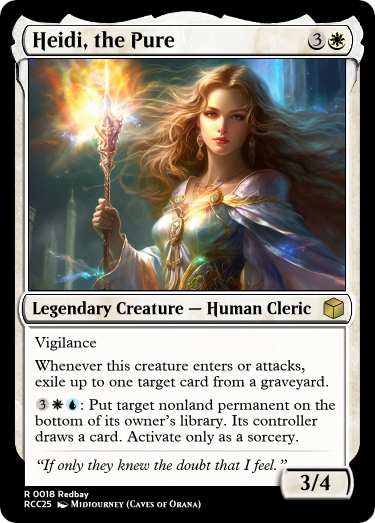 Heidi, the Pure 3
Legendary Creature — Human Cleric
Vigilance
Whenever this creature enters or attacks,
exile up to one target card from a graveyard.
3 : Put target nonland permanent on the
bottom of its owner's library. Its controller
draws a card. Activate only as a sorcery.
“If only they knew the doubt that I feel.”
3/4
R 0018 Redbay
RCC25 Midjourney (Caves of Orana)